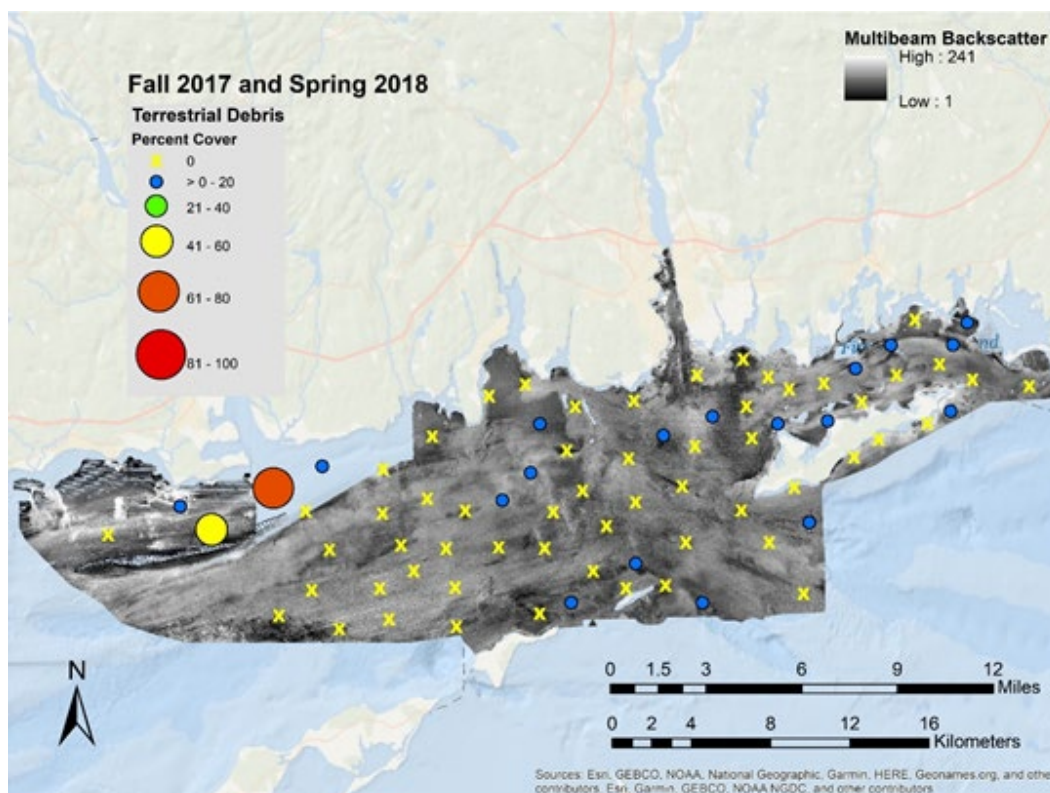 Multibeam Backscatter
High : 241
Low : 1
Fall 2017 and Spring 2018
Terrestrial Debris
Percent Cover
0
> 0 - 20
21 - 40
41 - 60
61 - 80
81 - 100
N
0 1.5 3 6 9 12
Miles
0 2 4 8 12 16
Kilometers
Sources: Esri, GEBCO, NOAA, National Geographic, Garmin, HERE, Geonames.org, and othe
contributors, Esri, Garmin, GEBCO, NOAA NGDC, and other contributors